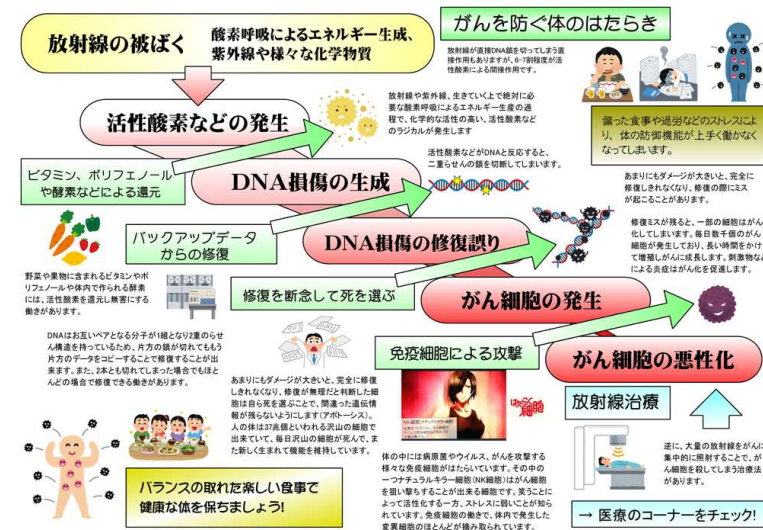 放射線の被ばく
酸素呼吸によるエネルギー生成、
紫外線や様々な化学物質
がんを防ぐ体のはたらき
放射線が直接DNA鎖を切ってしまう直
接作用もありますが、6-7割程度が活
性酸素による間接作用です。
活性酸素などの発生
放射線や紫外線、生きていく上で絶対に必
要な酸素呼吸によるエネルギー生産の過
程で、化学的な活性の高い、活性酸素など
のラジカルが発生します
偏った食事や過労などのストレスによ
り、体の防御機能が上手く働かなく
なってしまいます。
ビタミン、ポリフェノール
や酵素などによる還元
DNA損傷の生成
活性酸素などがDNAと反応すると、
二重らせんの鎖を切断してしまいます。
あまりにもダメージが大きいと、完全に
修復しきれなくなり、修復の際にミス
が起こることがあります。
バックアップデータ
からの修復
DNA損傷の修復誤り
修復ミスが残ると、一部の細胞はがん
化してしまいます。毎日数千個のがん
細胞が発生しており、長い時間をかけ
て増殖しがんに成長します。刺激物など
による炎症はがん化を促進します。
野菜や果物に含まれるビタミンやポ
リフェノールや体内で作られる酵素
には、活性酸素を還元し無害にする
働きがあります。
修復を断念して死を選ぶ
がん細胞の発生
DNAはお互いペアとなる分子が1組となり2重のらせ
ん構造を持っているため、片方の鎖が切れてももう
片方のデータをコピーすることで修復することが出
来ます。また、2本とも切れてしまった場合でもほと
んどの場合で修復できる働きがあります。
免疫細胞による攻撃
がん細胞の悪性化
あまりにもダメージが大きいと、完全に修復
しきれなくなり、修復が無理だと判断した細
胞は自ら死を選ぶことで、間違った遺伝情
報が残らないようにします(アポトーシス)。
人の体は37兆個といわれる沢山の細胞で
出来ていて、毎日沢山の細胞が死んで、ま
た新しく生まれて機能を維持しています。
はたらく
細胞
放射線治療
逆に、大量の放射線をがんに
集中的に照射することで、が
ん細胞を殺してしまう治療法
があります。
体の中には病原菌やウイルス、がんを攻撃する
様々な免疫細胞がはたらいています。その中の
一つナチュラルキラー細胞(NK細胞)はがん細胞
を狙い撃ちすることが出来る細胞です。笑うことに
よって活性化する一方、ストレスに弱いことが知ら
れています。免疫細胞の働きで、体内で発生した
変異細胞のほとんどが摘み取られています。
バランスの取れた楽しい食事で
健康な体を保ちましょう!
→ 医療のコーナーをチェック!